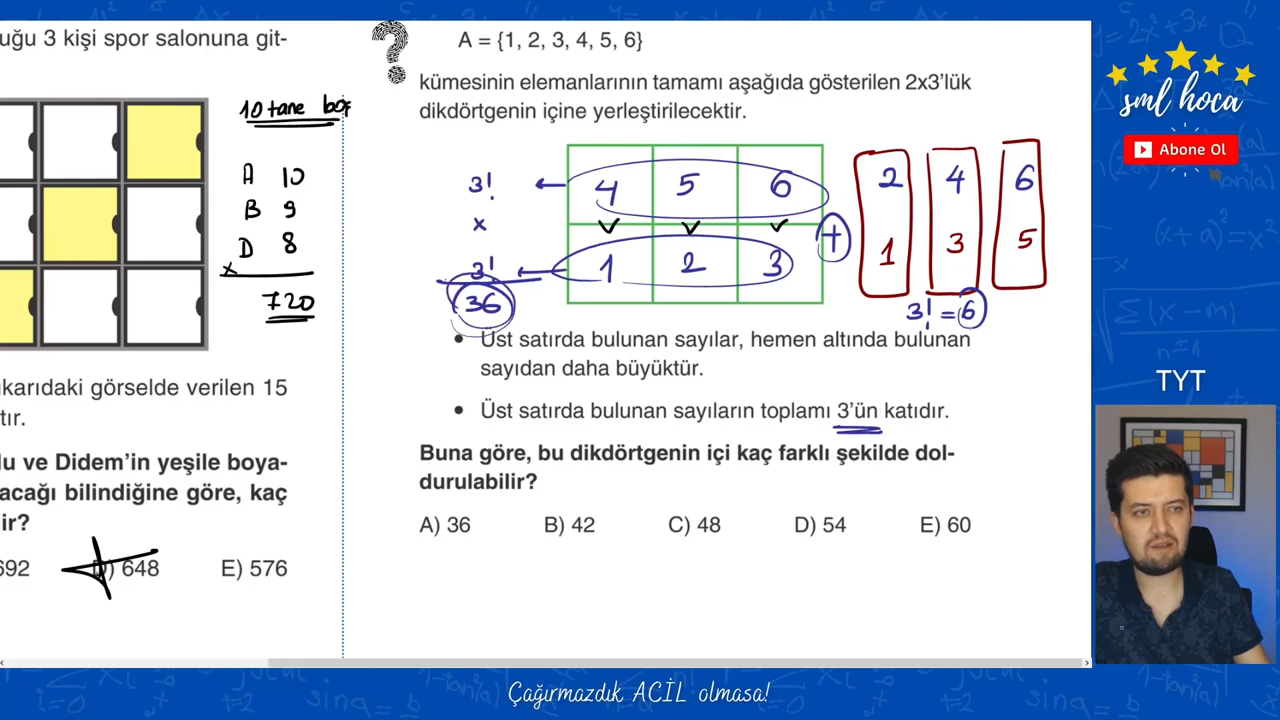 uğu 3 kişi spor salonuna git-
10 tane boş
A 10
B 9
D 8
x
720
ukarıdaki görselde verilen 15
tır.
lu ve Didem'in yeşile boya-
acağı bilindiğine göre, kaç
ir?
692 D) 648 E) 576
?
A = {1, 2, 3, 4, 5, 6}
kümesinin elemanlarının tamamı aşağıda gösterilen 2x3'lük
dikdörtgenin içine yerleştirilecektir.
3! 4 5 6
x
3! 1 2 3
36
+
2 4 6
1 3 5
3! = 6
• Üst satırda bulunan sayılar, hemen altında bulunan
sayıdan daha büyüktür.
• Üst satırda bulunan sayıların toplamı 3'ün katıdır.
Buna göre, bu dikdörtgenin içi kaç farklı şekilde dol-
durulabilir?
A) 36 B) 42 C) 48 D) 54 E) 60
sml hoca
Abone Ol
TYT
Çağırmazdık ACİL olmasa!